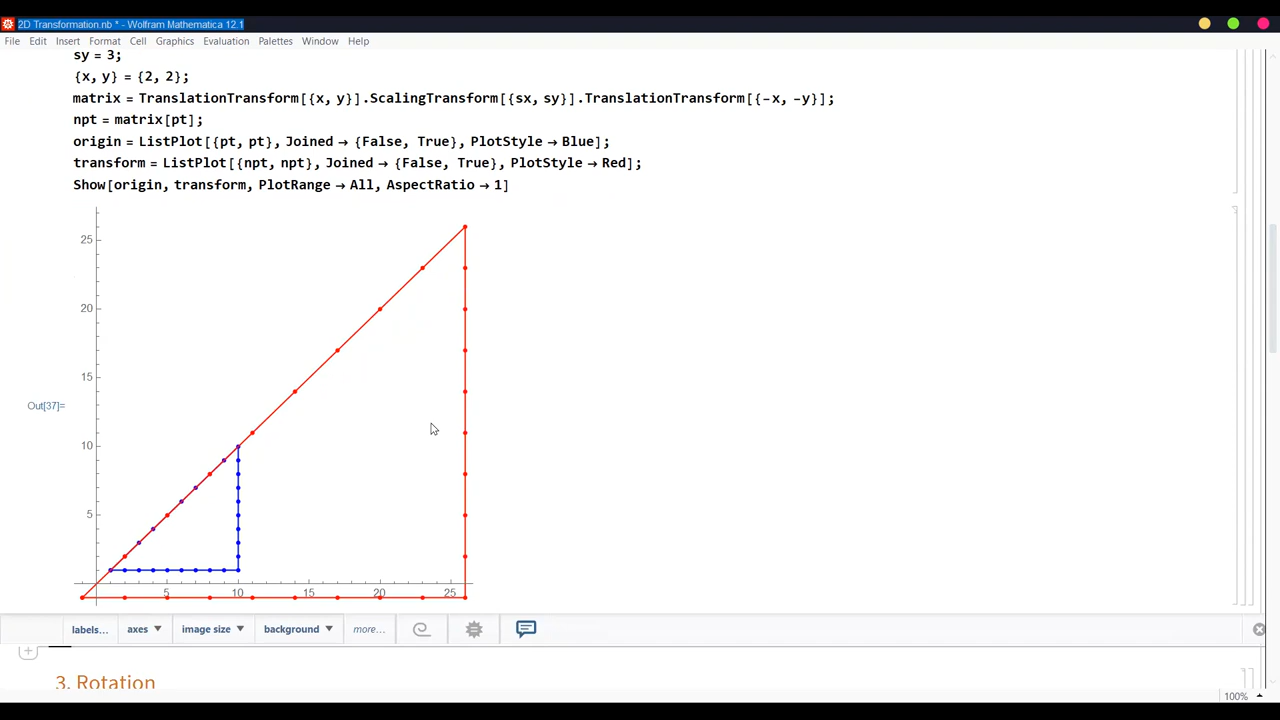 2D Transformation.nb * - Wolfram Mathematica 12.1
File Edit Insert Format Cell Graphics Evaluation Palettes Window Help
sy = 3;
{x, y} = {2, 2};
matrix = TranslationTransform[{x, y}].ScalingTransform[{sx, sy}].TranslationTransform[{-x, -y}];
npt = matrix[pt];
origin = ListPlot[{pt, pt}, Joined → {False, True}, PlotStyle → Blue];
transform = ListPlot[{npt, npt}, Joined → {False, True}, PlotStyle → Red];
Show[origin, transform, PlotRange → All, AspectRatio → 1]
25
20
15
Out[37]=
10
5
5 10 15 20 25
labels... axes image size background more...
3. Rotation
100%